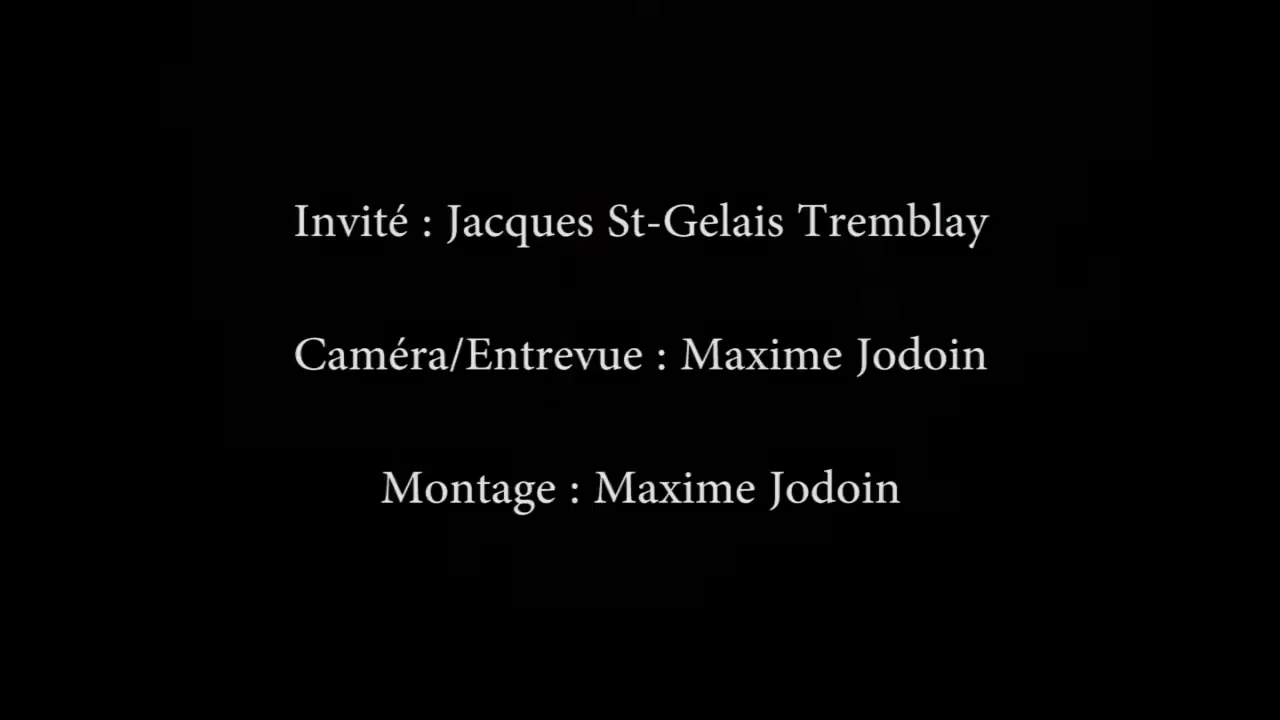 Invité : Jacques St-Gelais Tremblay
Caméra/Entrevue : Maxime Jodoin
Montage : Maxime Jodoin